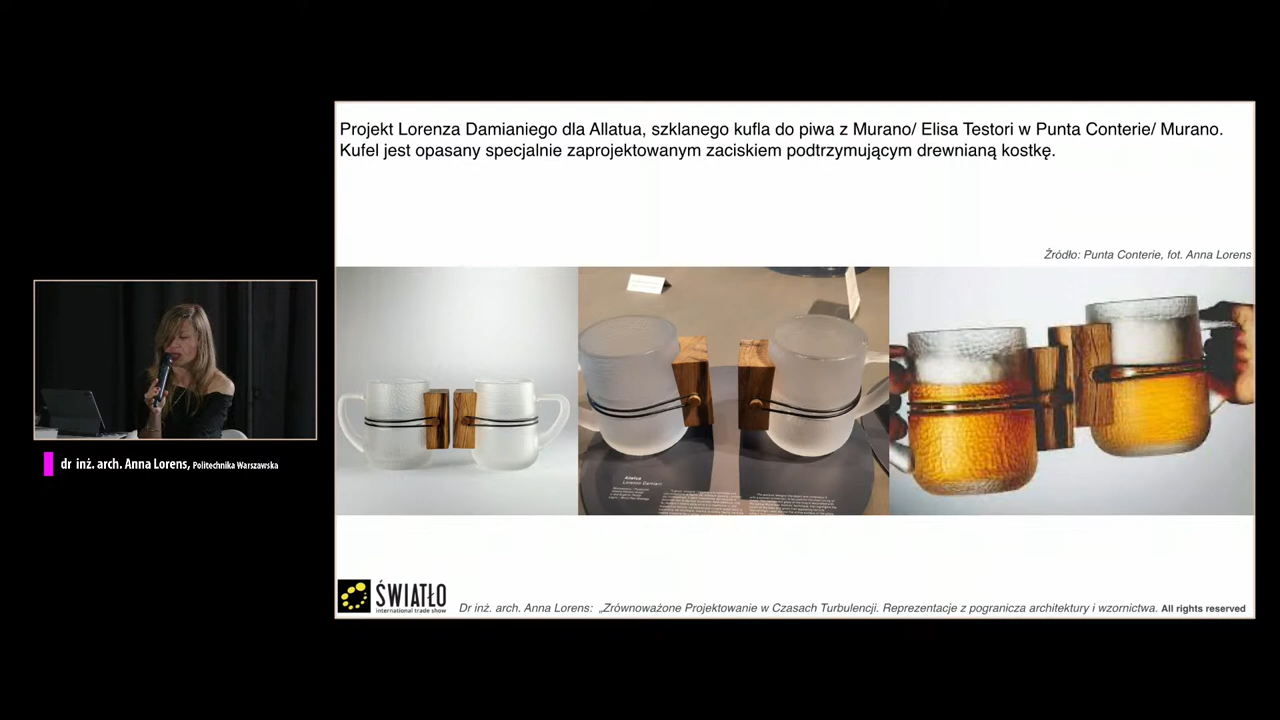 Projekt Lorenza Damianiego dla Allatua, szklanego kufla do piwa z Murano/ Elisa Testori w Punta Conterie/ Murano.
Kufel jest opasany specjalnie zaprojektowanym zaciskiem podtrzymującym drewnianą kostkę.
Źródło: Punta Conterie, fot. Anna Lorens
dr inż. arch. Anna Lorens, Politechnika Warszawska
Allatua
Lorenzo Damiani
ŚWIATŁO
international trade show
Dr inż. arch. Anna Lorens: „Zrównoważone Projektowanie w Czasach Turbulencji. Reprezentacje z pogranicza architektury i wzornictwa. All rights reserved